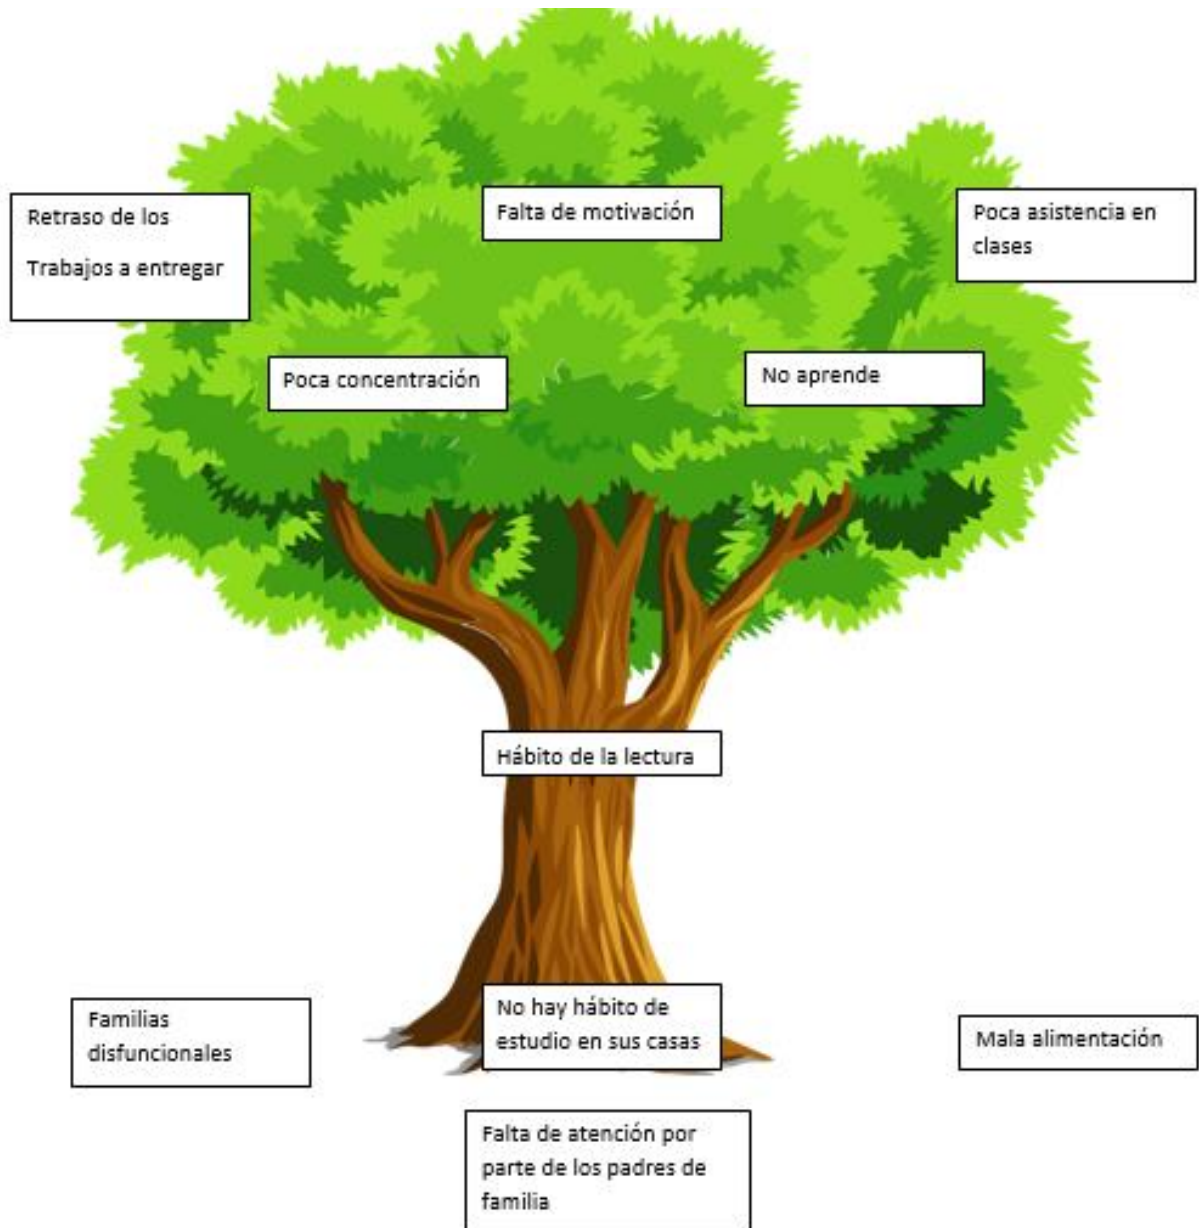 Retraso de los
Trabajos a entregar
Falta de motivación
Poca asistencia en
clases
Poca concentración
No aprende
Hábito de la lectura
Familias
disfuncionales
No hay hábito de
estudio en sus casas
Mala alimentación
Falta de atención por
parte de los padres de
familia